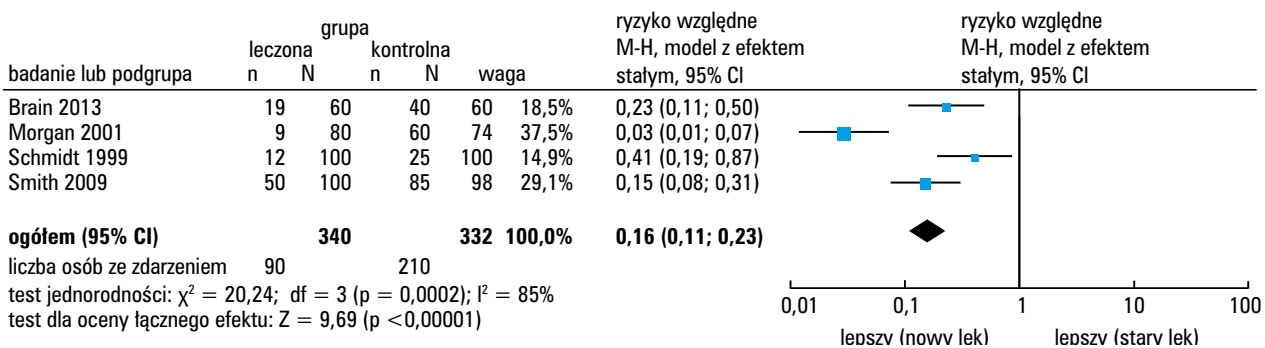 grupa ryzyko względne ryzyko względne
leczona kontrolna M-H, model z efektem M-H, model z efektem
badanie lub podgrupa n N n N waga stałym, 95% CI stałym, 95% CI
Brain 2013 19 60 40 60 18,5% 0,23 (0,11; 0,50)
Morgan 2001 9 80 60 74 37,5% 0,03 (0,01; 0,07)
Schmidt 1999 12 100 25 100 14,9% 0,41 (0,19; 0,87)
Smith 2009 50 100 85 98 29,1% 0,15 (0,08; 0,31)
ogółem (95% CI) 340 332 100,0% 0,16 (0,11; 0,23)
liczba osób ze zdarzeniem 90 210
test jednorodności: χ² = 20,24; df = 3 (p = 0,0002); I² = 85%
test dla oceny łącznego efektu: Z = 9,69 (p <0,00001)
0,01 0,1 1 10 100
lepszy (nowy lek) lepszy (stary lek)